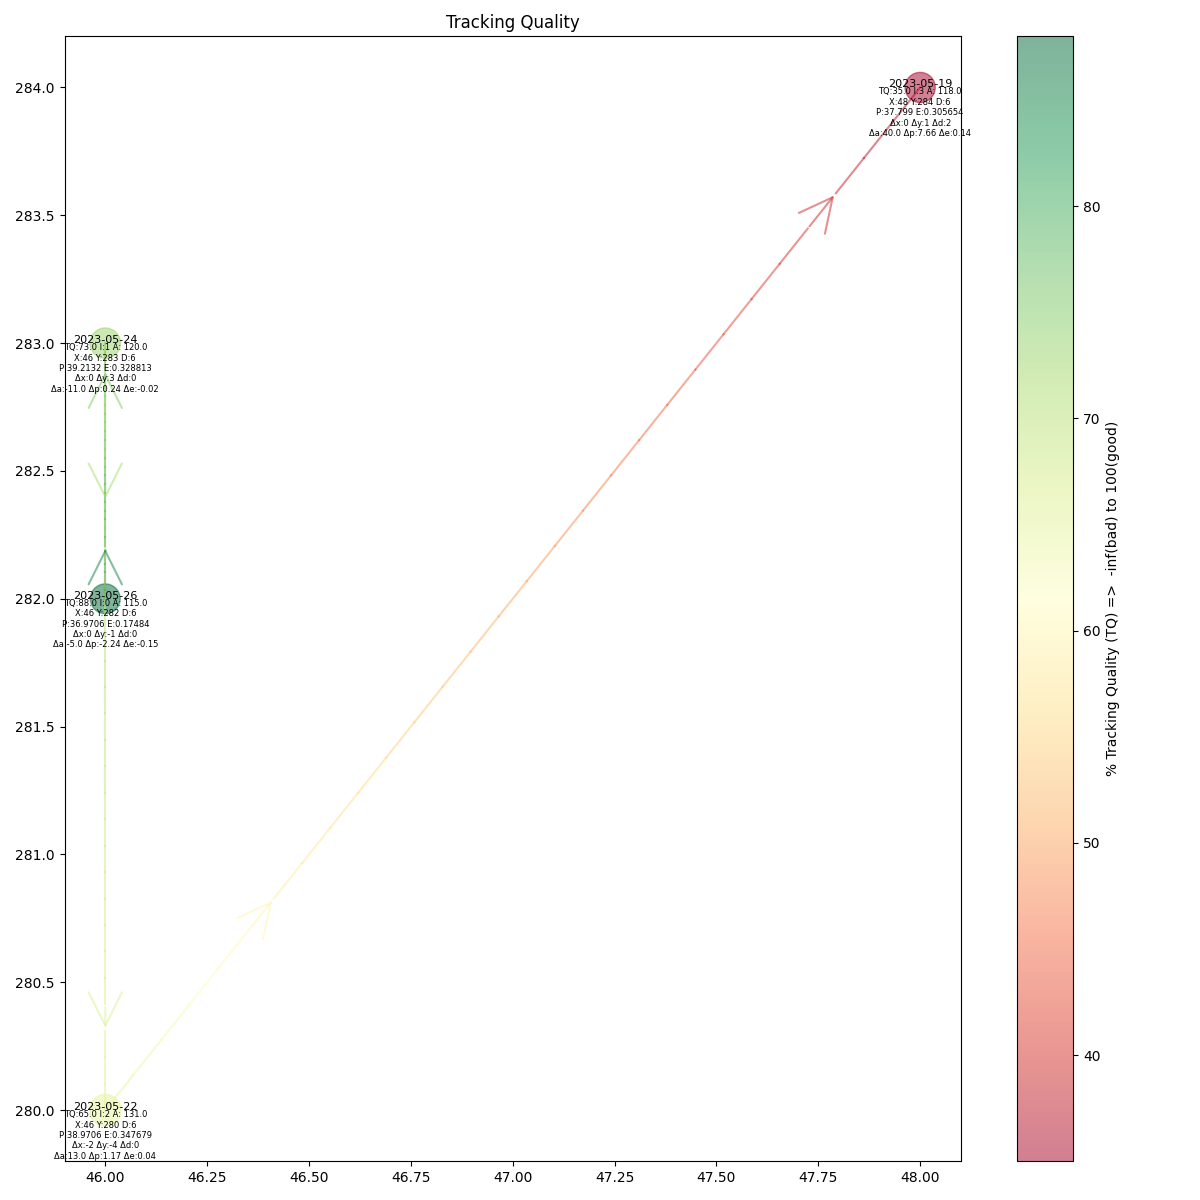 Tracking Quality
284.0
283.5
283.0
282.5
282.0
281.5
281.0
280.5
280.0
46.00
46.25
46.50
46.75
47.00
47.25
47.50
47.75
48.00
2023-05-19
TQ:35.0 I:3 A: 118.0
X:48 Y:284 D:6
P:37.799 E:0.305654
Δx:0 Δy:1 Δd:2
Δa:40.0 Δp:7.66 Δe:0.14
2023-05-24
TQ:73.0 I:1 A: 120.0
X:46 Y:283 D:6
P:39.2132 E:0.328813
Δx:0 Δy:3 Δd:0
Δa:-11.0 Δp:0.24 Δe:-0.02
2023-05-26
TQ:88.0 I:0 A: 115.0
X:46 Y:282 D:6
P:36.9706 E:0.17484
Δx:0 Δy:-1 Δd:0
Δa:-5.0 Δp:-2.24 Δe:-0.15
2023-05-22
TQ:65.0 I:2 A: 131.0
X:46 Y:280 D:6
P:38.9706 E:0.347679
Δx:-2 Δy:-4 Δd:0
Δa:13.0 Δp:1.17 Δe:0.04
80
70
60
50
40
% Tracking Quality (TQ) =>  -inf(bad) to 100(good)